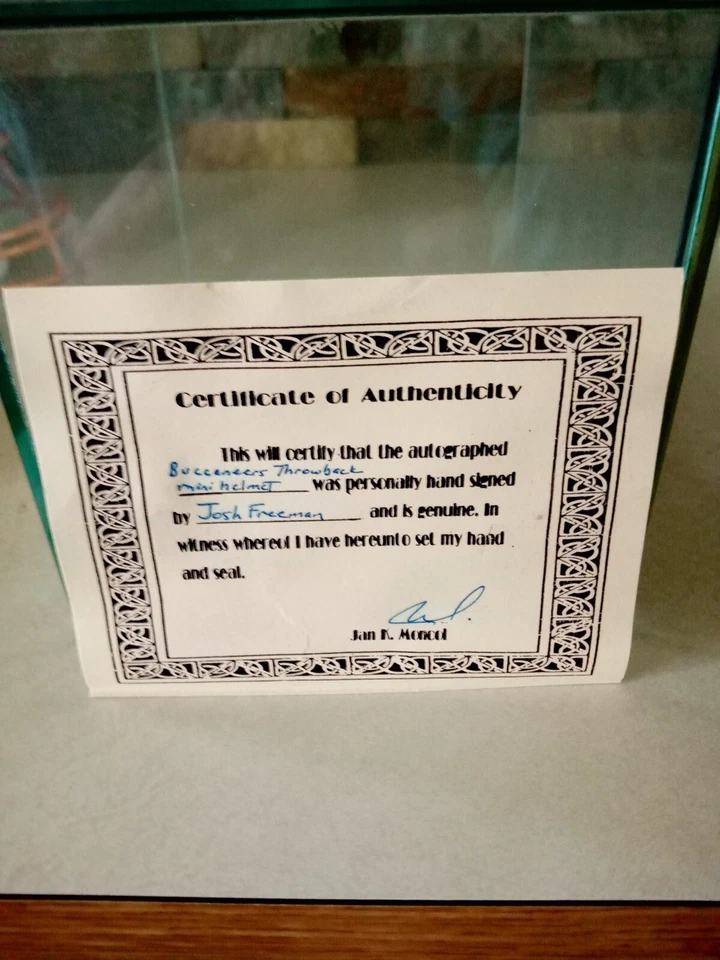 Certificate of Authenticity
This will certify that the autographed
Buccaneers Throwback
mini helmet was personally hand signed
by Josh Freeman and is genuine. In
witness whereof I have hereunto set my hand
and seal.
Jan K. Moncol